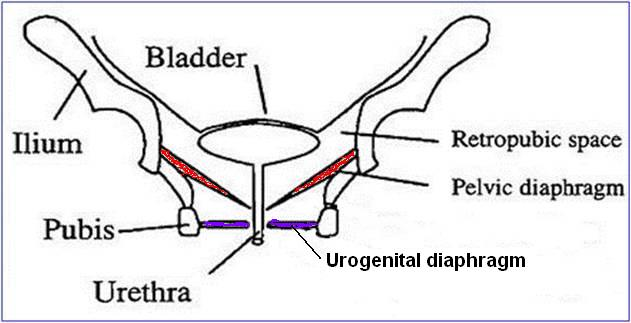 Bladder
Ilium
Retropubic space
Pelvic diaphragm
Pubis
Urogenital diaphragm
Urethra